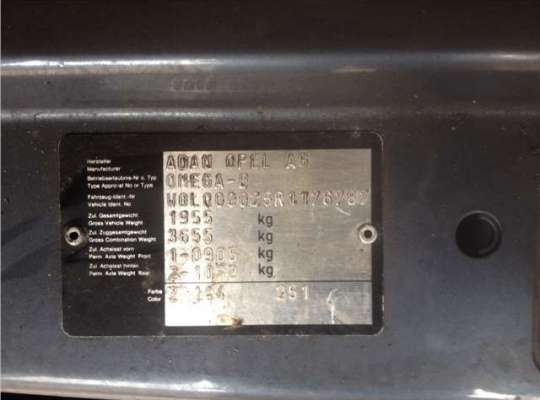 Hersteller
Manufacturer ADAM OPEL AG
Betriebserlaubnis-Nr o. Typ
Type Approval No or Type OMEGA-B
Fahrzeug-Ident.-Nr
Vehicle Ident. No
Zul. Gesamtgewicht
Gross Vehicle Weight 1955 kg
Zul. Zuggesamtgewicht
Gross Combination Weight 3655 kg
Zul. Achslast vorn
Perm. Axle Weight Front 1-0905 kg
Zul. Achslast hinten
Perm. Axle Weight Rear kg
Farbe
Color 251